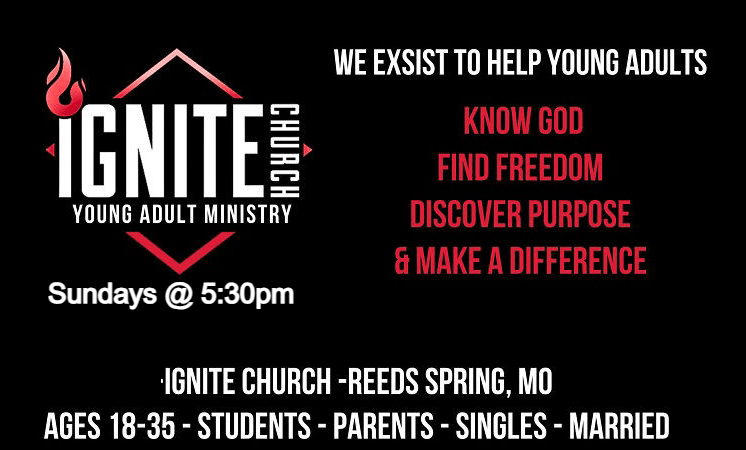 IGNITE CHURCH
YOUNG ADULT MINISTRY
Sundays @ 5:30pm
WE EXSIST TO HELP YOUNG ADULTS
KNOW GOD
FIND FREEDOM
DISCOVER PURPOSE
& MAKE A DIFFERENCE
·IGNITE CHURCH -REEDS SPRING, MO
AGES 18-35 - STUDENTS - PARENTS - SINGLES - MARRIED